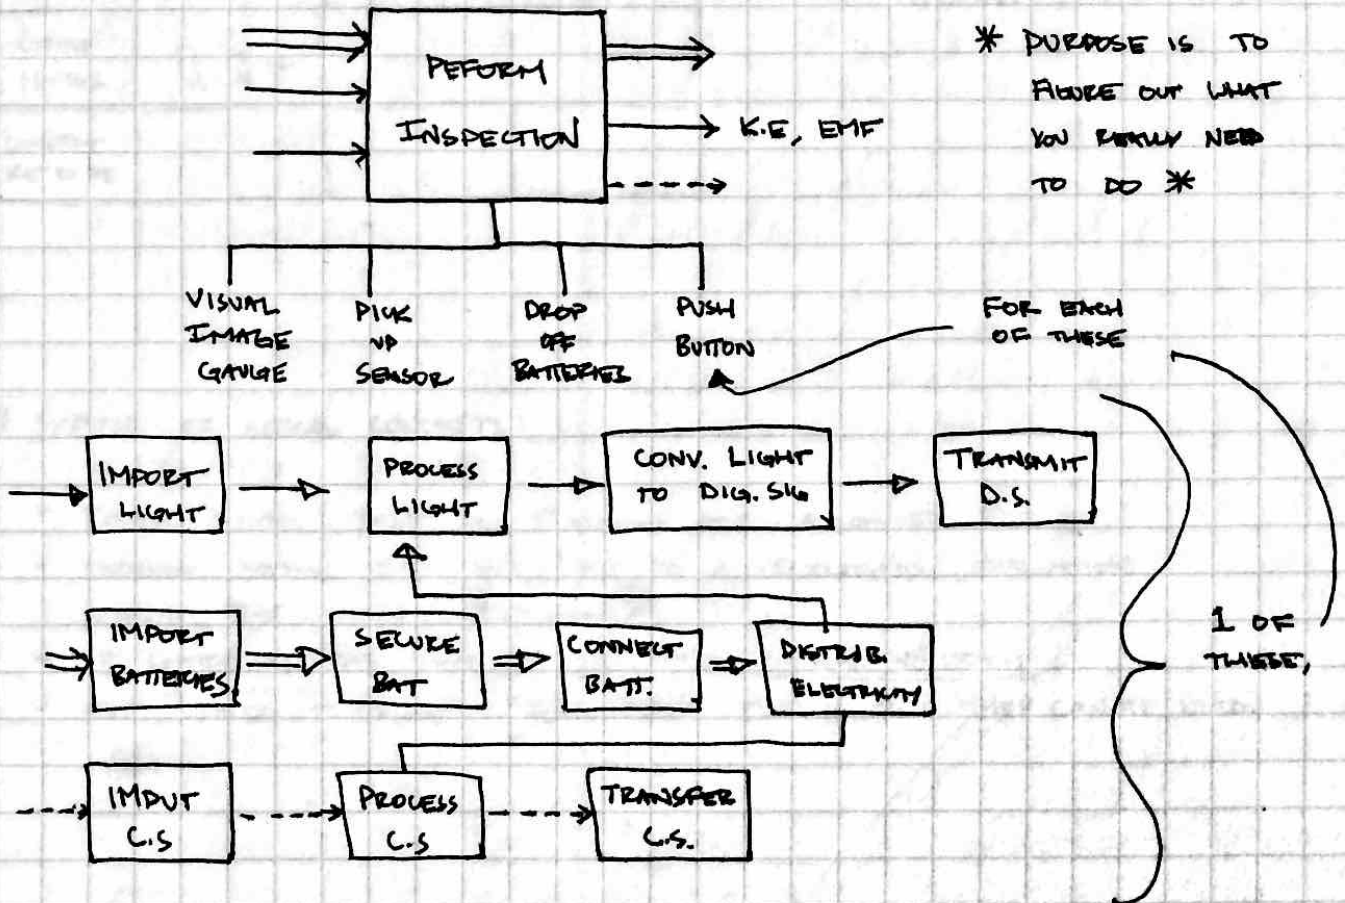 PEFORM
INSPECTION
K.E, EMF
* PURPOSE IS TO
FIGURE OUT WHAT
YOU REALLY NEED
TO DO *
VISUAL
IMAGE
GAUGE
PICK
UP
SENSOR
DROP
OFF
BATTERIES
PUSH
BUTTON
FOR EACH
OF THESE
IMPORT
LIGHT
PROCESS
LIGHT
CONV. LIGHT
TO DIG. SIG
TRANSMIT
D.S.
IMPORT
BATTERIES
SECURE
BAT
CONNECT
BATT.
DISTRIB.
ELECTRICITY
1 OF
THESE,
IMPUT
C.S
PROCESS
C.S
TRANSFER
C.S.